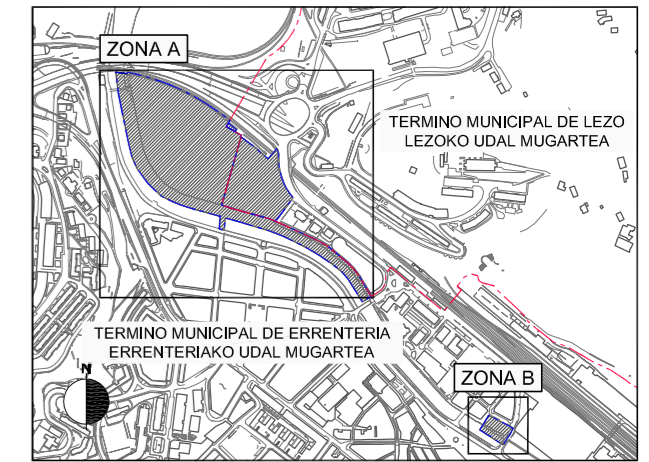 ZONA A
TERMINO MUNICIPAL DE LEZO
LEZOKO UDAL MUGARTEA
TERMINO MUNICIPAL DE ERRENTERIA
ERRENTERIAKO UDAL MUGARTEA
N
ZONA B